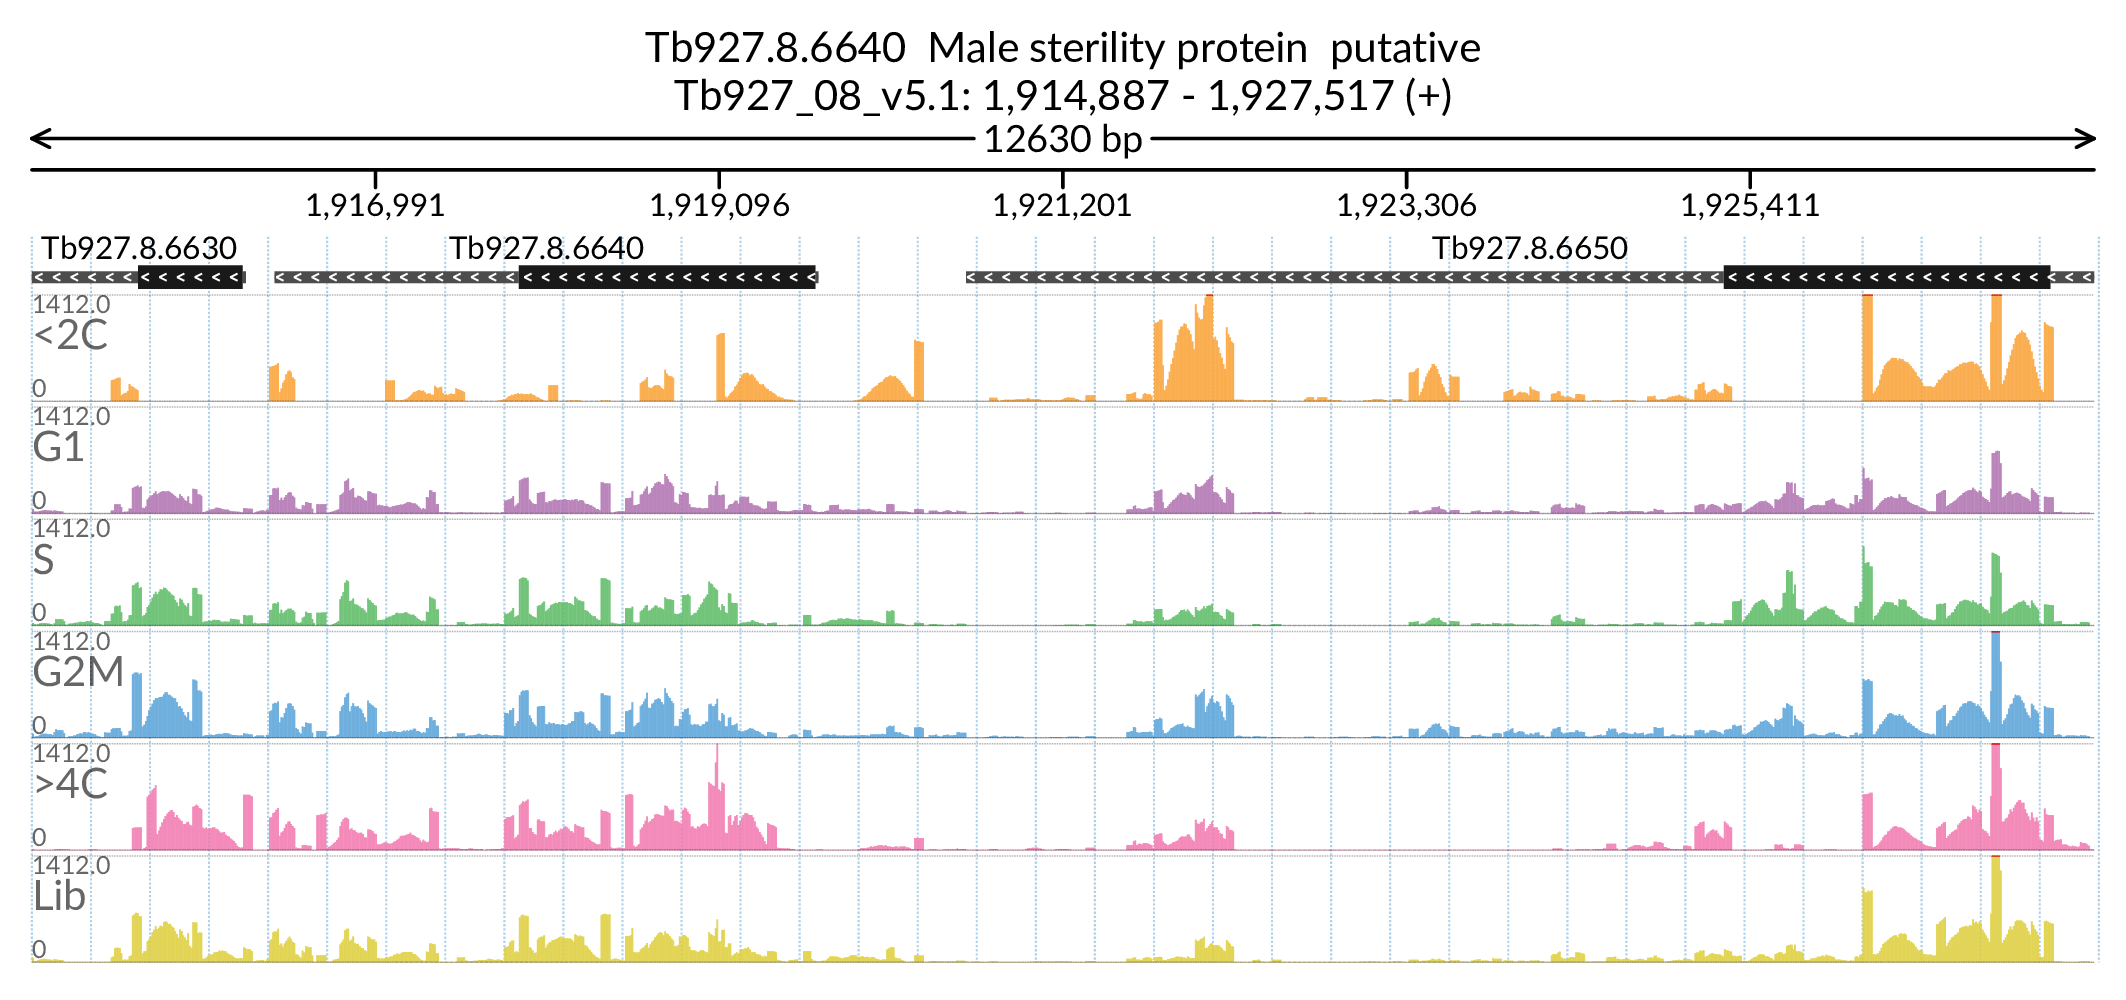 Tb927.8.6640 Male sterility protein putative
Tb927_08_v5.1: 1,914,887 - 1,927,517 (+)
12630 bp
1,916,991 1,919,096 1,921,201 1,923,306 1,925,411
Tb927.8.6630 Tb927.8.6640 Tb927.8.6650
1412.0
<2C
0
1412.0
G1
0
1412.0
S
0
1412.0
G2M
0
1412.0
>4C
0
1412.0
Lib
0